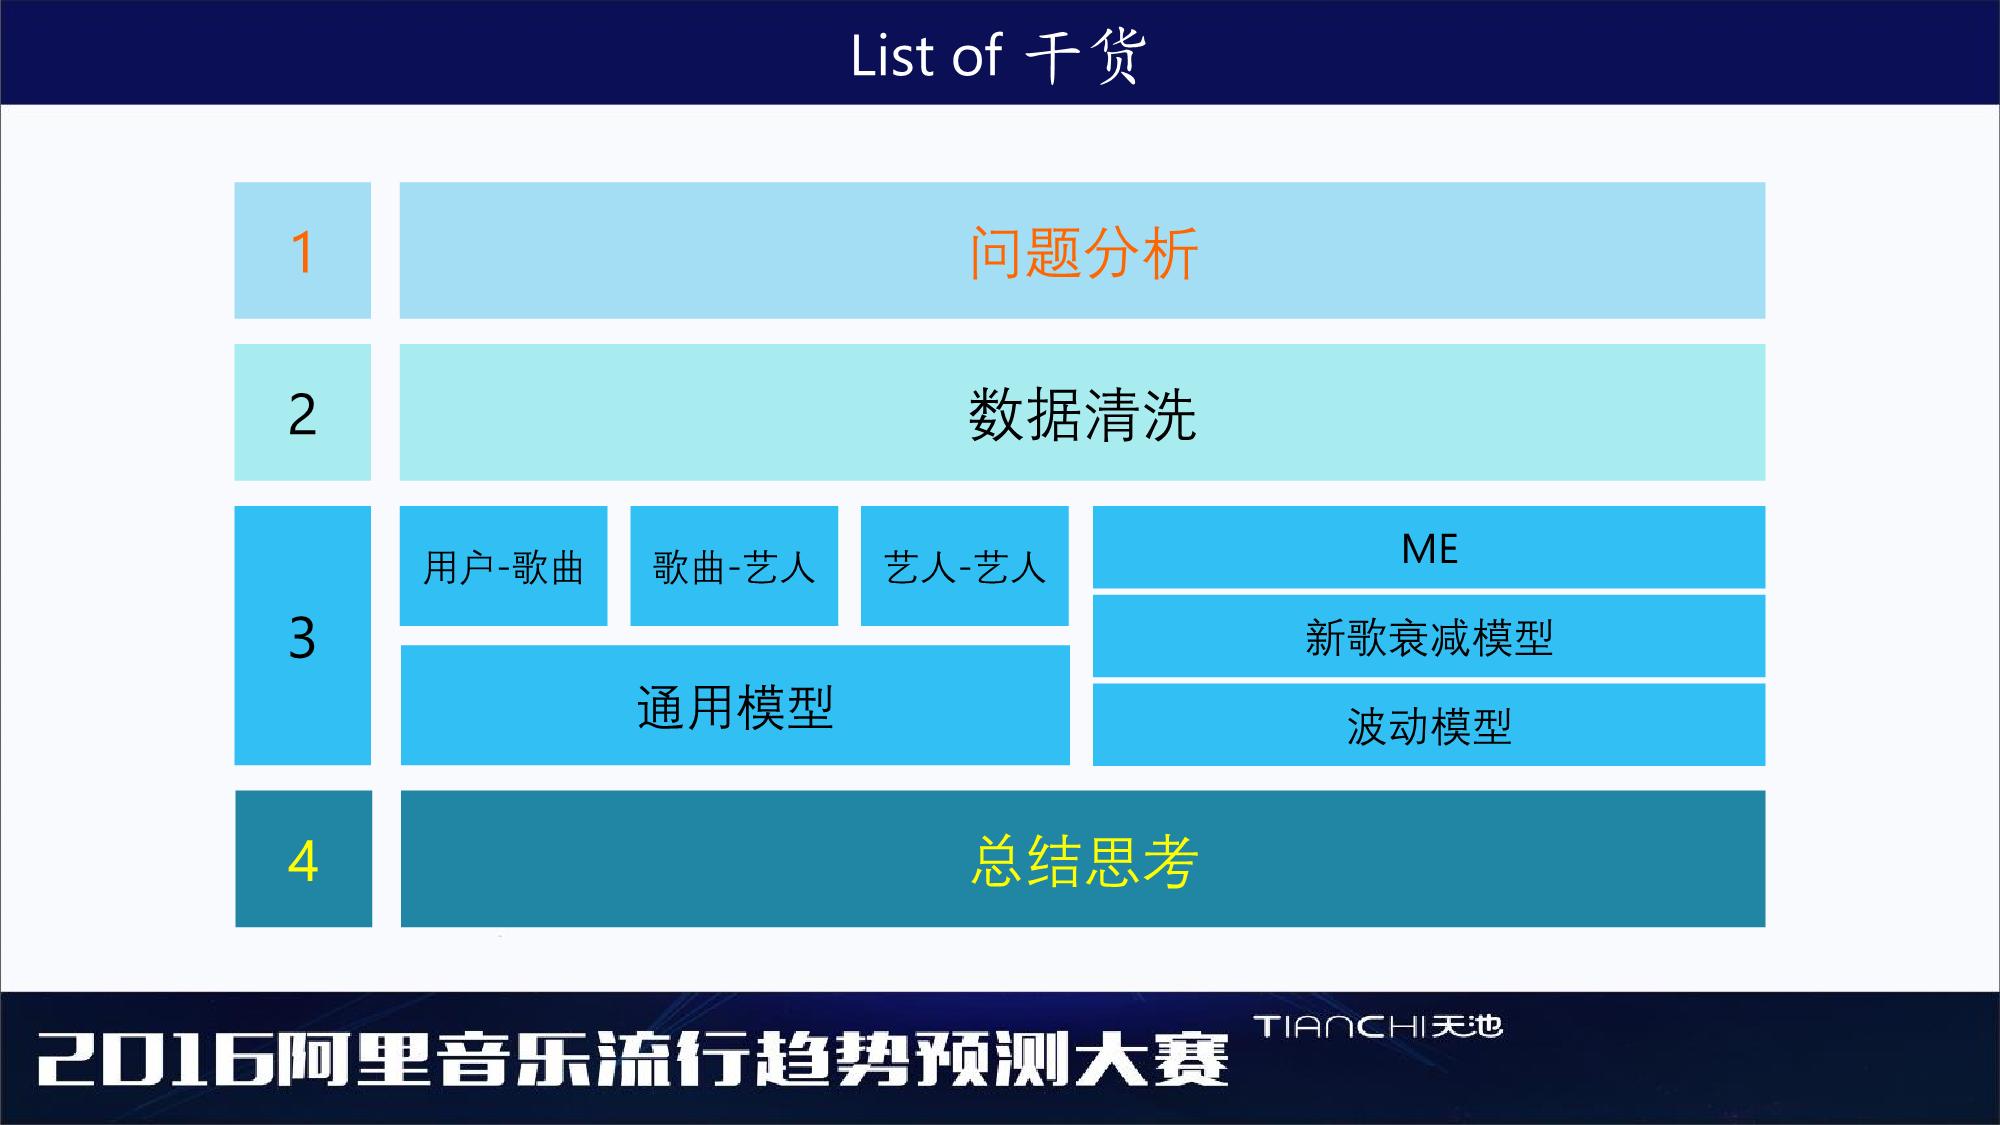 List of 干货
1
问题分析
2
数据清洗
3
用户-歌曲
歌曲-艺人
艺人-艺人
通用模型
ME
新歌衰减模型
波动模型
4
总结思考
2016阿里音乐流行趋势预测大赛
TIANCHI天池